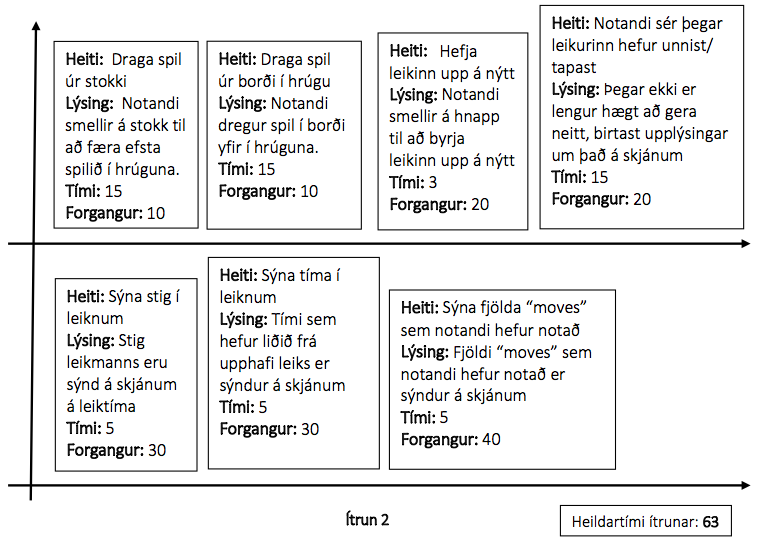 Heiti: Draga spil
úr stokki
Lýsing: Notandi
smellir á stokk til
að færa efsta
spilið í hrúguna.
Tími: 15
Forgangur: 10
Heiti: Draga spil
úr borði í hrúgu
Lýsing: Notandi
dregur spil í borði
yfir í hrúguna.
Tími: 15
Forgangur: 10
Heiti: Hefja
leikinn upp á nýtt
Lýsing: Notandi
smellir á hnapp
til að byrja
leikinn upp á nýtt
Tími: 3
Forgangur: 20
Heiti: Notandi sér þegar
leikurinn hefur unnist/
tapast
Lýsing: Þegar ekki er
lengur hægt að gera
neitt, birtast upplýsingar
um það á skjánum
Tími: 15
Forgangur: 20
Heiti: Sýna stig í
leiknum
Lýsing: Stig
leikmanns eru
sýnd á skjánum
á leiktíma
Tími: 5
Forgangur: 30
Heiti: Sýna tíma í
leiknum
Lýsing: Tími sem
hefur liðið frá
upphafi leiks er
sýndur á skjánum
Tími: 5
Forgangur: 30
Heiti: Sýna fjölda “moves”
sem notandi hefur notað
Lýsing: Fjöldi “moves” sem
notandi hefur notað er
sýndur á skjánum
Tími: 5
Forgangur: 40
Ítrun 2
Heildartími ítrunar: 63